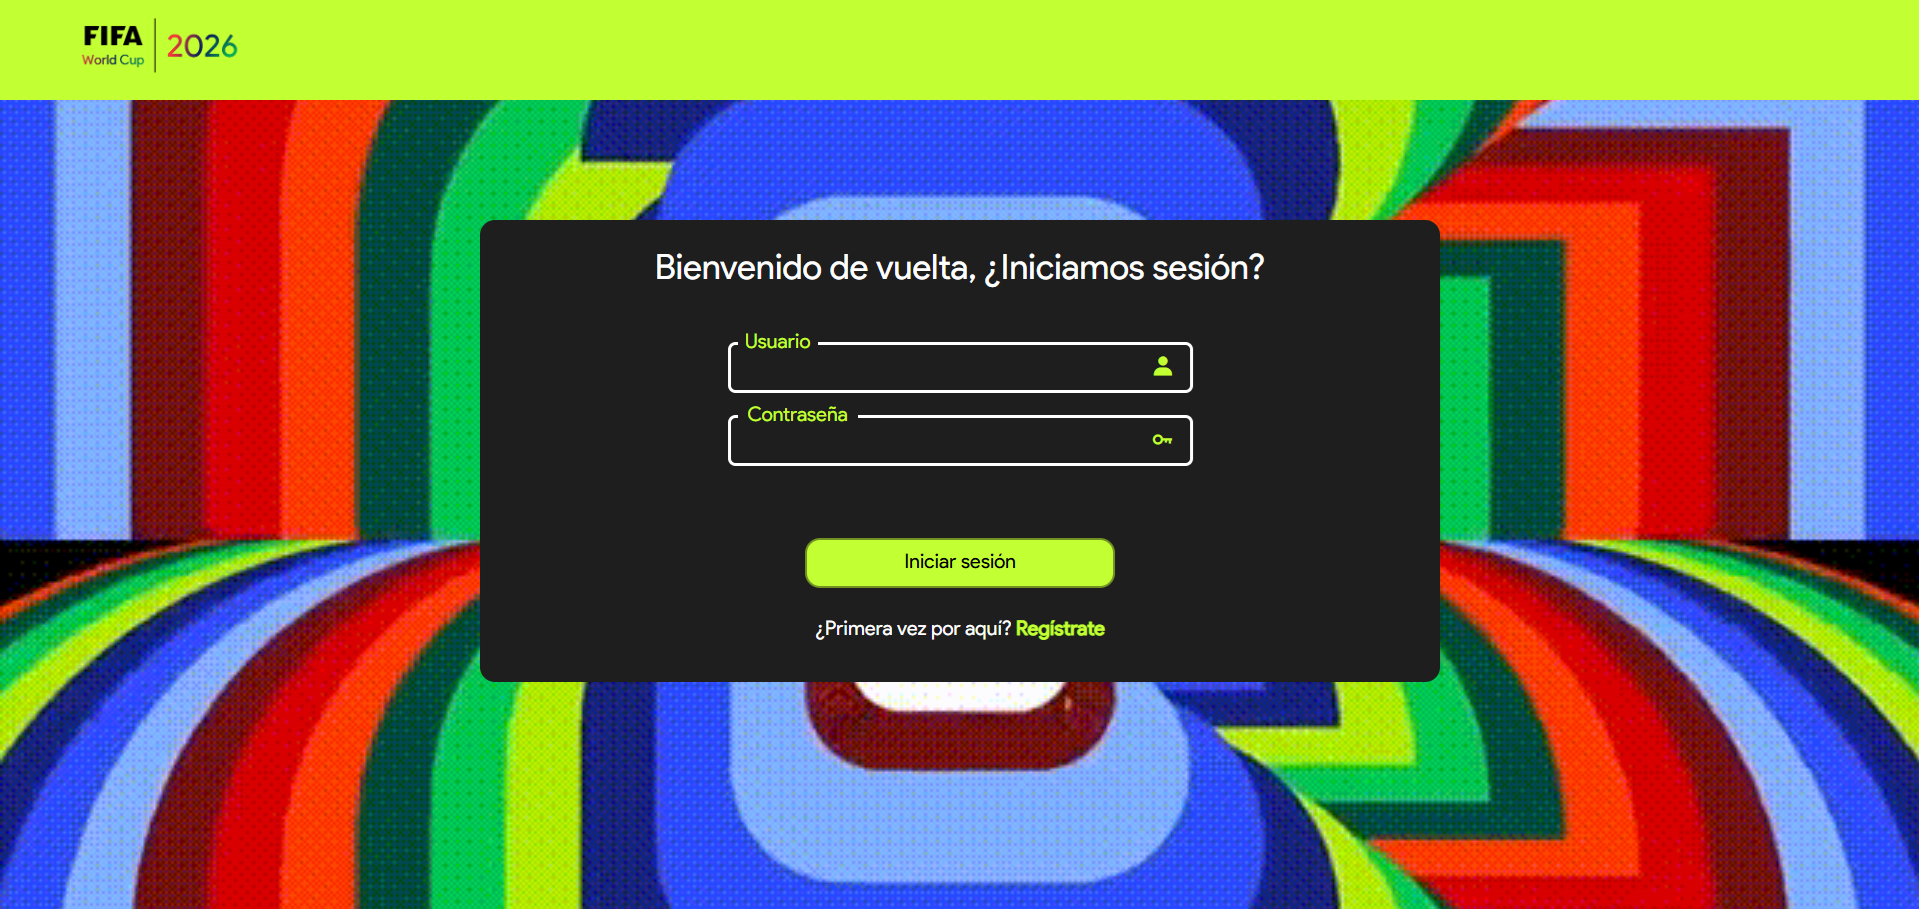 FIFA
World Cup
2026
Bienvenido de vuelta, ¿Iniciamos sesión?
Usuario
Contraseña
Iniciar sesión
¿Primera vez por aquí? Regístrate